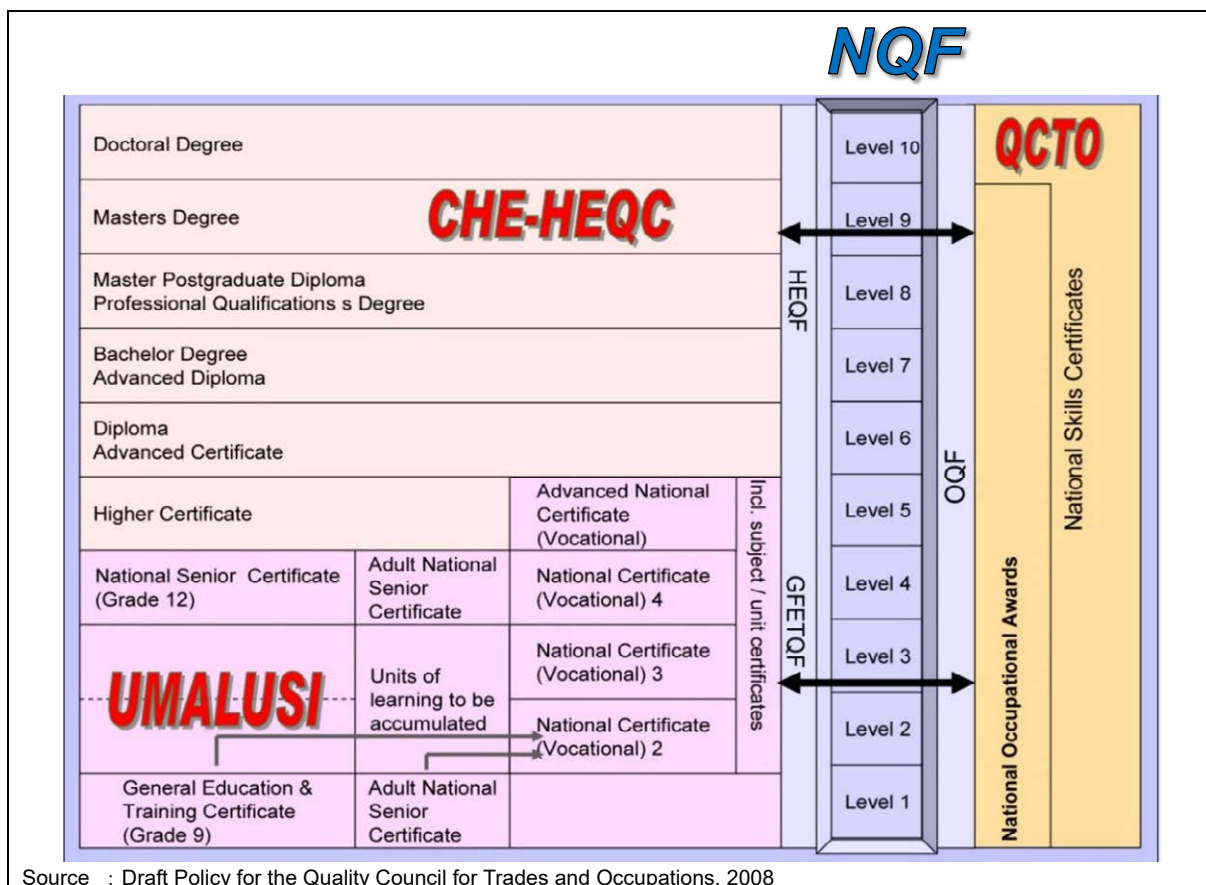 NQF
Doctoral Degree
Level 10
QCTO
Masters Degree
CHE-HEQC
Level 9
Master Postgraduate Diploma
Professional Qualifications s Degree
HEQF
Level 8
Bachelor Degree
Advanced Diploma
Level 7
Diploma
Advanced Certificate
Level 6
OQF
National Skills Certificates
Higher Certificate
Advanced National
Certificate
(Vocational)
Incl. subject / unit certificates
Level 5
National Senior Certificate
(Grade 12)
Adult National
Senior
Certificate
National Certificate
(Vocational) 4
GFETQF
Level 4
National Occupational Awards
UMALUSI
Units of
learning to be
accumulated
National Certificate
(Vocational) 3
Level 3
National Certificate
(Vocational) 2
Level 2
General Education &
Training Certificate
(Grade 9)
Adult National
Senior
Certificate
Level 1
Source : Draft Policy for the Quality Council for Trades and Occupations, 2008